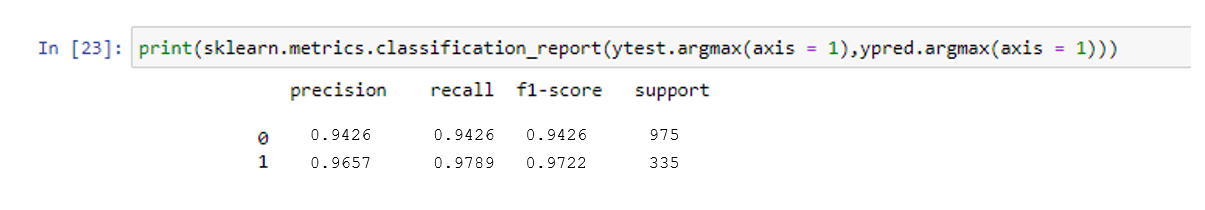 In [23]: print(sklearn.metrics.classification_report(ytest.argmax(axis = 1),ypred.argmax(axis = 1)))
precision recall f1-score support
0 0.9426 0.9426 0.9426 975
1 0.9657 0.9789 0.9722 335